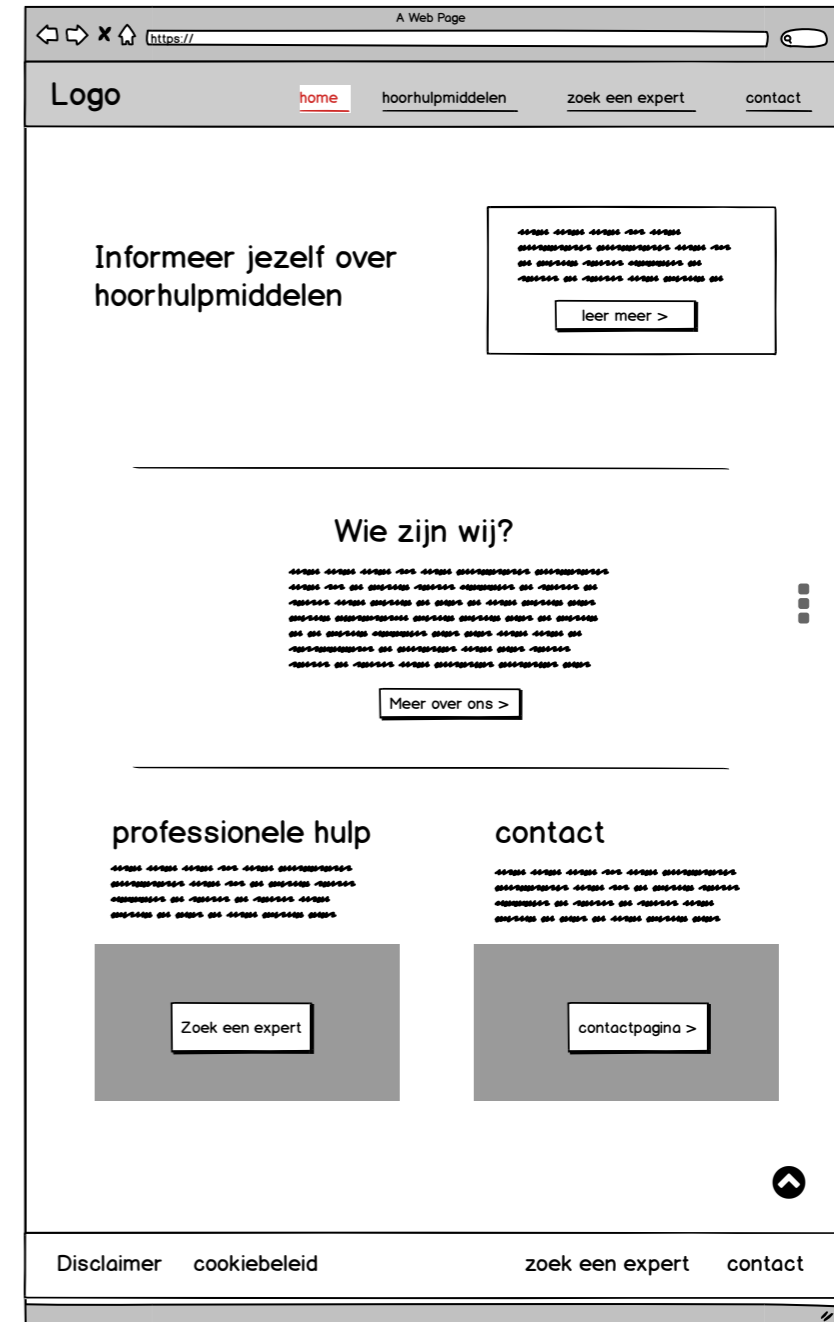 A Web Page
https://
Logo
home
hoorhulpmiddelen
zoek een expert
contact
Informeer jezelf over
hoorhulpmiddelen
leer meer >
Wie zijn wij?
Meer over ons >
professionele hulp
contact
Zoek een expert
contactpagina >
Disclaimer
cookiebeleid
zoek een expert
contact